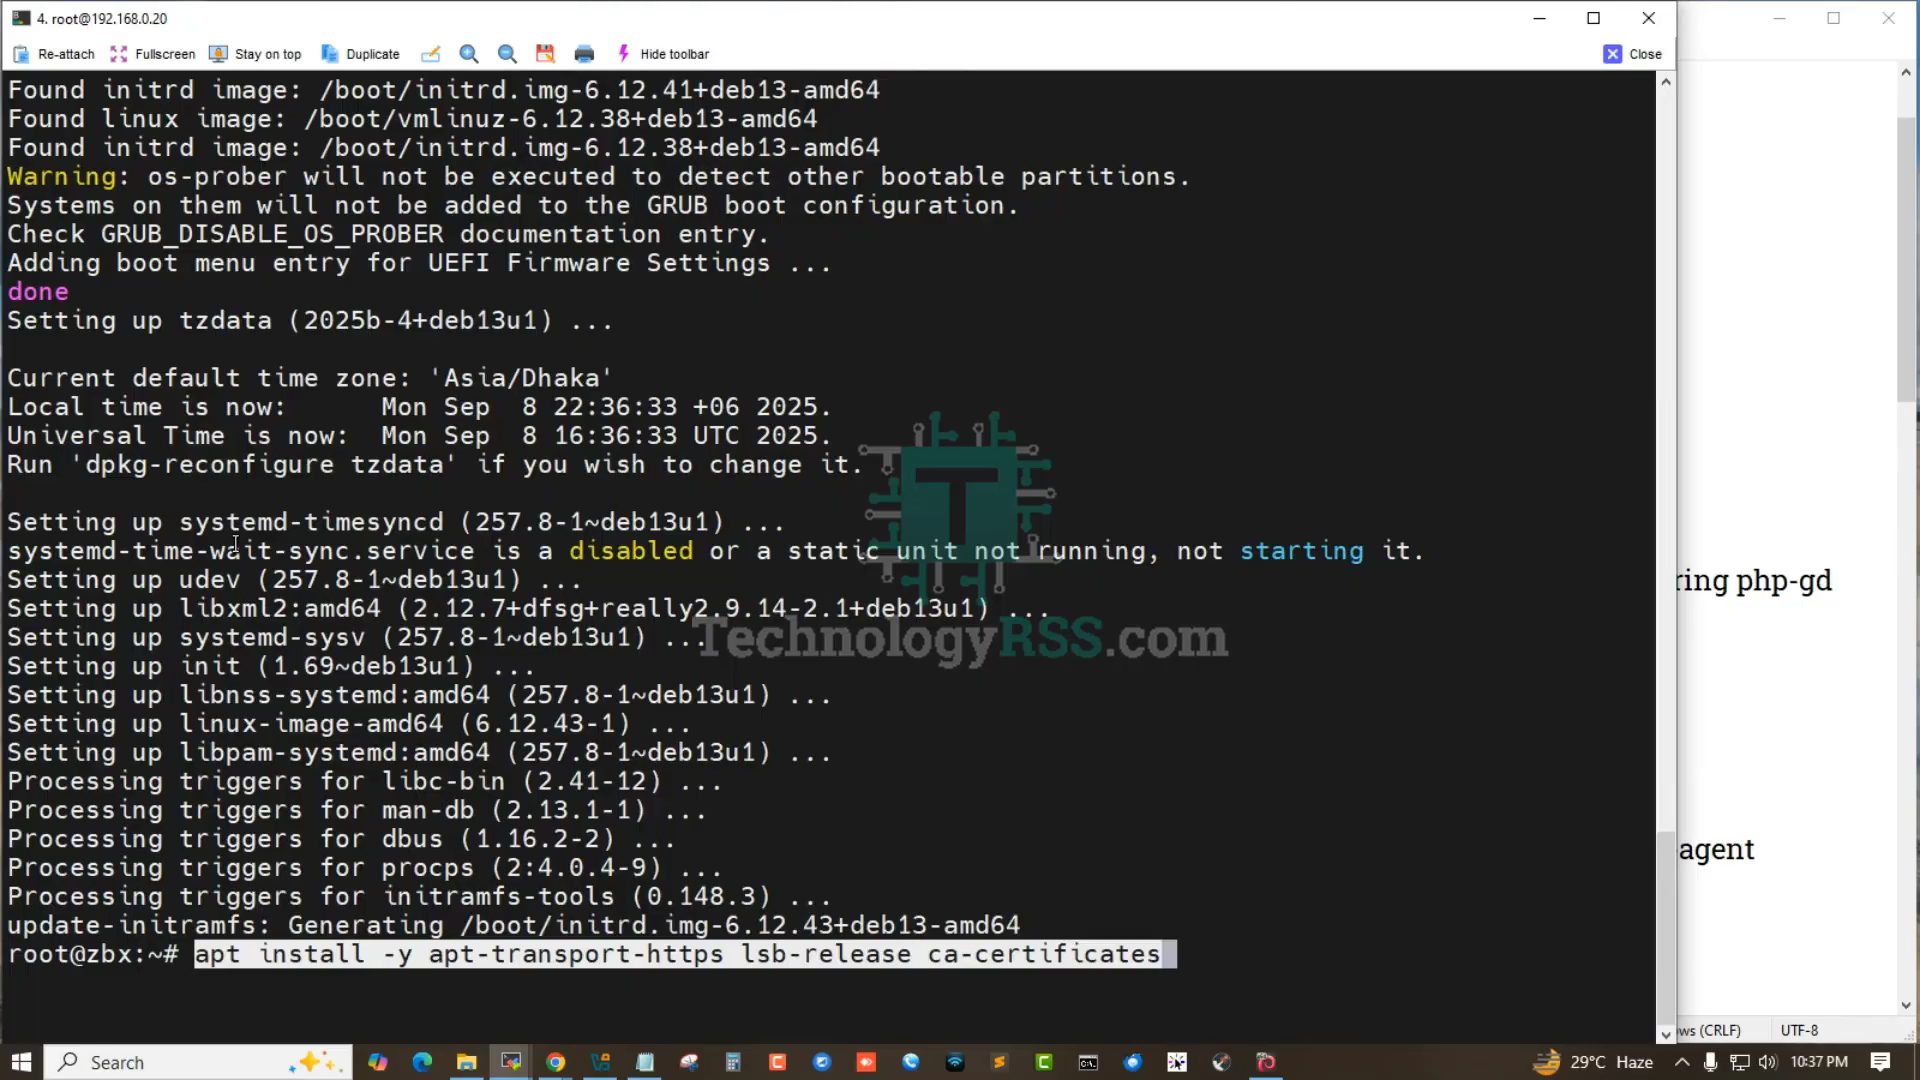 4. root@192.168.0.20
Re-attach Fullscreen Stay on top Duplicate Hide toolbar Close
Found initrd image: /boot/initrd.img-6.12.41+deb13-amd64
Found linux image: /boot/vmlinuz-6.12.38+deb13-amd64
Found initrd image: /boot/initrd.img-6.12.38+deb13-amd64
Warning: os-prober will not be executed to detect other bootable partitions.
Systems on them will not be added to the GRUB boot configuration.
Check GRUB_DISABLE_OS_PROBER documentation entry.
Adding boot menu entry for UEFI Firmware Settings ...
done
Setting up tzdata (2025b-4+deb13u1) ...
Current default time zone: 'Asia/Dhaka'
Local time is now:      Mon Sep  8 22:36:33 +06 2025.
Universal Time is now:  Mon Sep  8 16:36:33 UTC 2025.
Run 'dpkg-reconfigure tzdata' if you wish to change it.
Setting up systemd-timesyncd (257.8-1~deb13u1) ...
systemd-time-wait-sync.service is a disabled or a static unit not running, not starting it.
Setting up udev (257.8-1~deb13u1) ...
Setting up libxml2:amd64 (2.12.7+dfsg+really2.9.14-2.1+deb13u1) ...
Setting up systemd-sysv (257.8-1~deb13u1) ...
Setting up init (1.69~deb13u1) ...
Setting up libnss-systemd:amd64 (257.8-1~deb13u1) ...
Setting up linux-image-amd64 (6.12.43-1) ...
Setting up libpam-systemd:amd64 (257.8-1~deb13u1) ...
Processing triggers for libc-bin (2.41-12) ...
Processing triggers for man-db (2.13.1-1) ...
Processing triggers for dbus (1.16.2-2) ...
Processing triggers for procps (2:4.0.4-9) ...
Processing triggers for initramfs-tools (0.148.3) ...
update-initramfs: Generating /boot/initrd.img-6.12.43+deb13-amd64
root@zbx:~# apt install -y apt-transport-https lsb-release ca-certificates
TechnologyRSS.com
ring php-gd
agent
ws (CRLF) UTF-8
Search 29°C Haze 10:37 PM